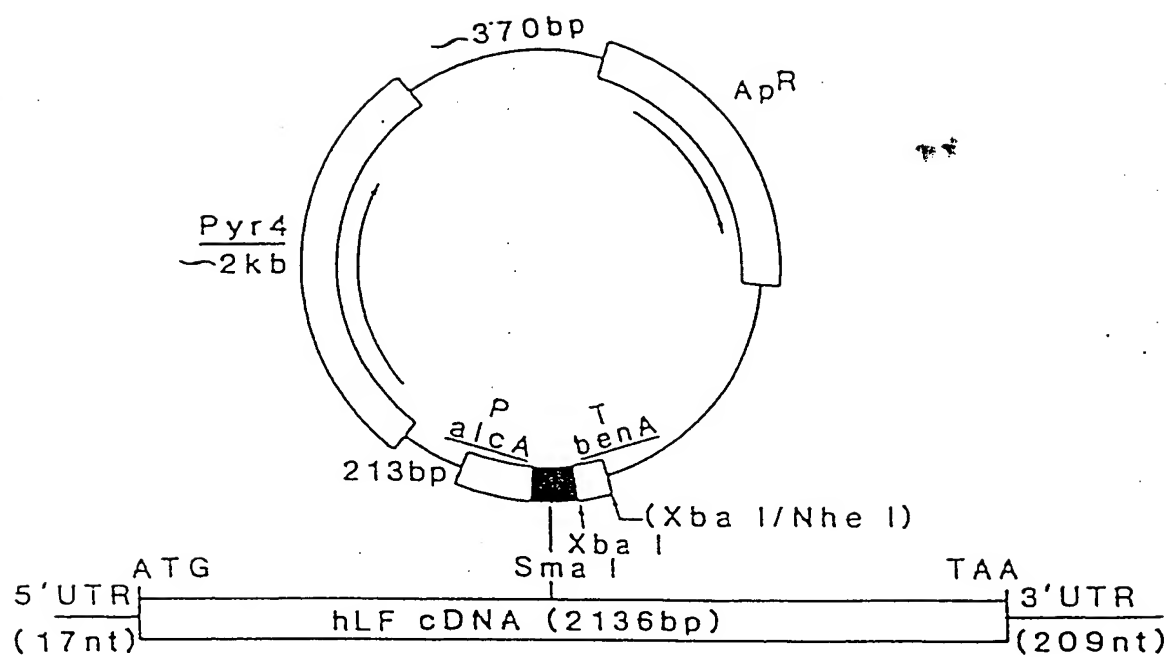 ~370bp
ApR
Pyr4
~2kb
P
alcA
T
benA
213bp
(Xba I/Nhe I)
Xba I
Sma I
ATG
TAA
5'UTR
(17nt)
hLF cDNA (2136bp)
3'UTR
(209nt)